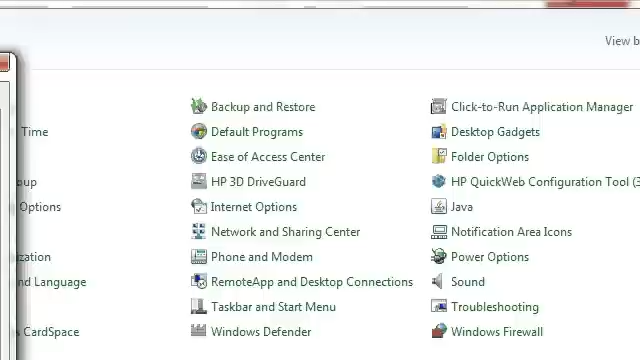 View b
Backup and Restore
Click-to-Run Application Manager
Time
Default Programs
Desktop Gadgets
Ease of Access Center
Folder Options
oup
HP 3D DriveGuard
HP QuickWeb Configuration Tool (3
Options
Internet Options
Java
Network and Sharing Center
Notification Area Icons
ization
Phone and Modem
Power Options
nd Language
RemoteApp and Desktop Connections
Sound
Taskbar and Start Menu
Troubleshooting
s CardSpace
Windows Defender
Windows Firewall